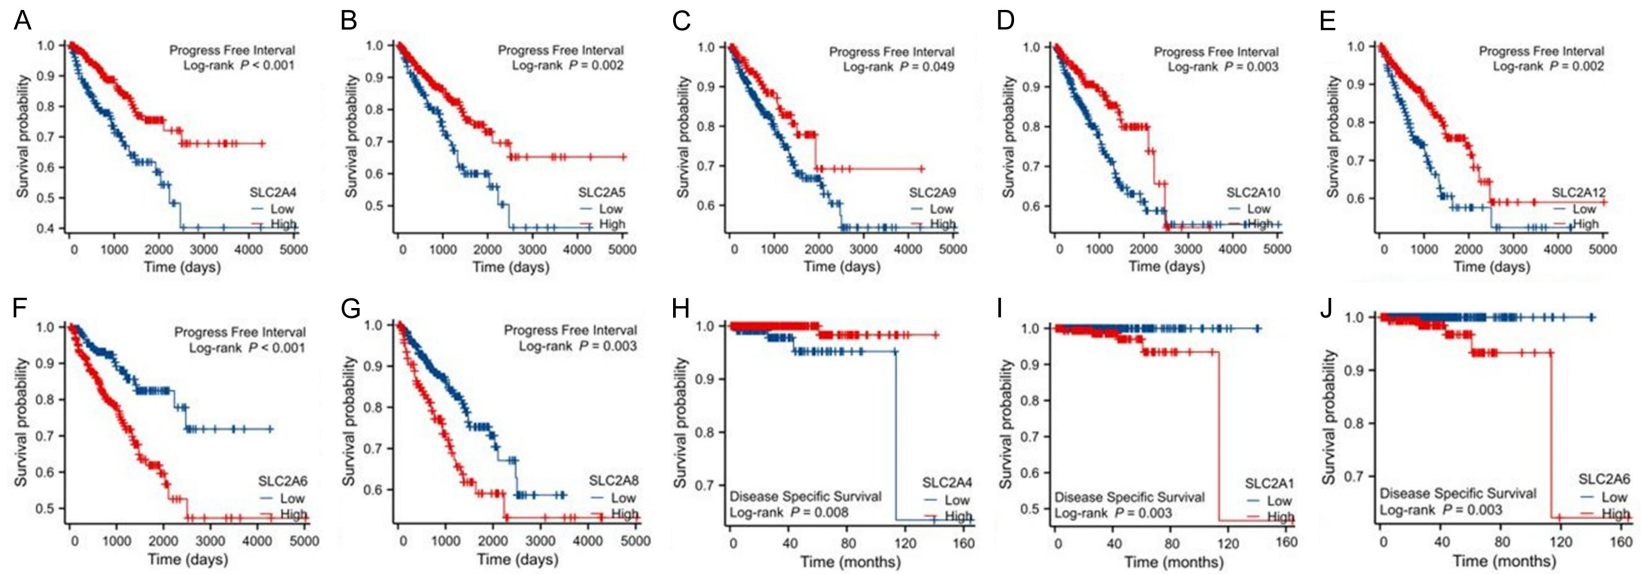 A
Survival probability
1.0
0.9
0.8
0.7
0.6
0.5
0.4
Progress Free Interval
Log-rank P < 0.001
SLC2A4
Low
High
0 1000 2000 3000 4000 5000
Time (days)
B
Survival probability
1.0
0.9
0.8
0.7
0.6
0.5
Progress Free Interval
Log-rank P = 0.002
SLC2A5
Low
High
0 1000 2000 3000 4000 5000
Time (days)
C
Survival probability
1.0
0.9
0.8
0.7
0.6
Progress Free Interval
Log-rank P = 0.049
SLC2A9
Low
High
0 1000 2000 3000 4000 5000
Time (days)
D
Survival probability
1.0
0.9
0.8
0.7
0.6
Progress Free Interval
Log-rank P = 0.003
SLC2A10
Low
High
0 1000 2000 3000 4000 5000
Time (days)
E
Survival probability
1.0
0.9
0.8
0.7
0.6
Progress Free Interval
Log-rank P = 0.002
SLC2A12
Low
High
0 1000 2000 3000 4000 5000
Time (days)
F
Survival probability
1.0
0.9
0.8
0.7
0.6
0.5
Progress Free Interval
Log-rank P < 0.001
SLC2A6
Low
High
0 1000 2000 3000 4000 5000
Time (days)
G
Survival probability
1.0
0.9
0.8
0.7
0.6
Progress Free Interval
Log-rank P = 0.003
SLC2A8
Low
High
0 1000 2000 3000 4000 5000
Time (days)
H
Survival probability
1.0
0.9
0.8
0.7
Disease Specific Survival
Log-rank P = 0.008
SLC2A4
Low
High
0 40 80 120 160
Time (months)
I
Survival probability
1.0
0.9
0.8
0.7
0.6
0.5
Disease Specific Survival
Log-rank P = 0.003
SLC2A1
Low
High
0 40 80 120 160
Time (months)
J
Survival probability
1.0
0.9
0.8
0.7
Disease Specific Survival
Log-rank P = 0.003
SLC2A6
Low
High
0 40 80 120 160
Time (months)